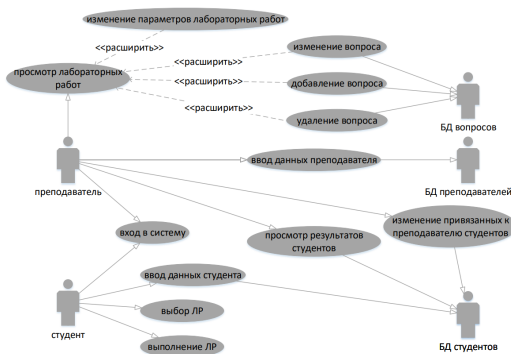 изменение параметров лабораторных работ
<<расширить>>
изменение вопроса
просмотр лабораторных
работ
<<расширить>>
добавление вопроса
<<расширить>>
удаление вопроса
БД вопросов
ввод данных преподавателя
преподаватель
БД преподавателей
изменение привязанных к
преподавателю студентов
вход в систему
просмотр результатов
студентов
ввод данных студента
выбор ЛР
студент
выполнение ЛР
БД студентов